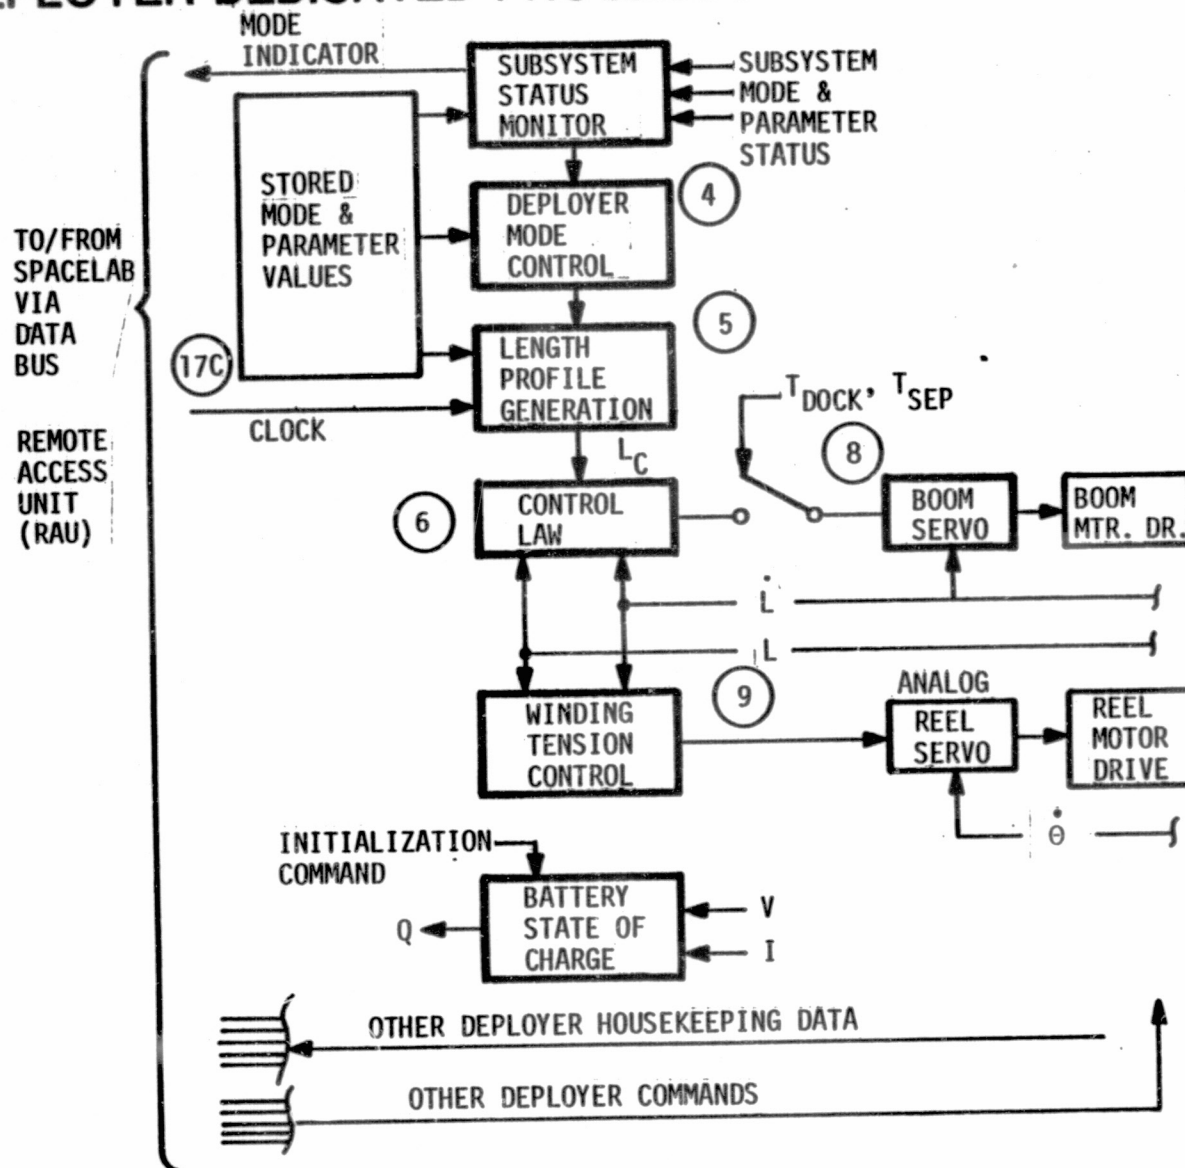 MODE
INDICATOR
SUBSYSTEM
STATUS
MONITOR
SUBSYSTEM
MODE &
PARAMETER
STATUS
STORED
MODE &
PARAMETER
VALUES
DEPLOYER
MODE
CONTROL
4
TO/FROM
SPACELAB
VIA
DATA
BUS
17C
LENGTH
PROFILE
GENERATION
5
CLOCK
REMOTE
ACCESS
UNIT
(RAU)
LC
TDOCK, TSEP
8
6
CONTROL
LAW
BOOM
SERVO
BOOM
MTR. DR.
L̇
L
9
WINDING
TENSION
CONTROL
ANALOG
REEL
SERVO
REEL
MOTOR
DRIVE
Θ̇
INITIALIZATION
COMMAND
BATTERY
STATE OF
CHARGE
Q
V
I
OTHER DEPLOYER HOUSEKEEPING DATA
OTHER DEPLOYER COMMANDS